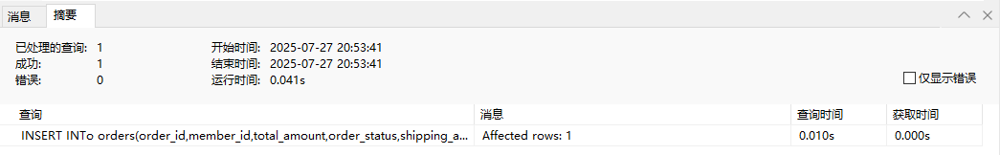 消息 摘要
已处理的查询: 1 开始时间: 2025-07-27 20:53:41
成功: 1 结束时间: 2025-07-27 20:53:41
错误: 0 运行时间: 0.041s
仅显示错误
查询 消息 查询时间 获取时间
INSERT INTo orders(order_id,member_id,total_amount,order_status,shipping_a... Affected rows: 1 0.010s 0.000s